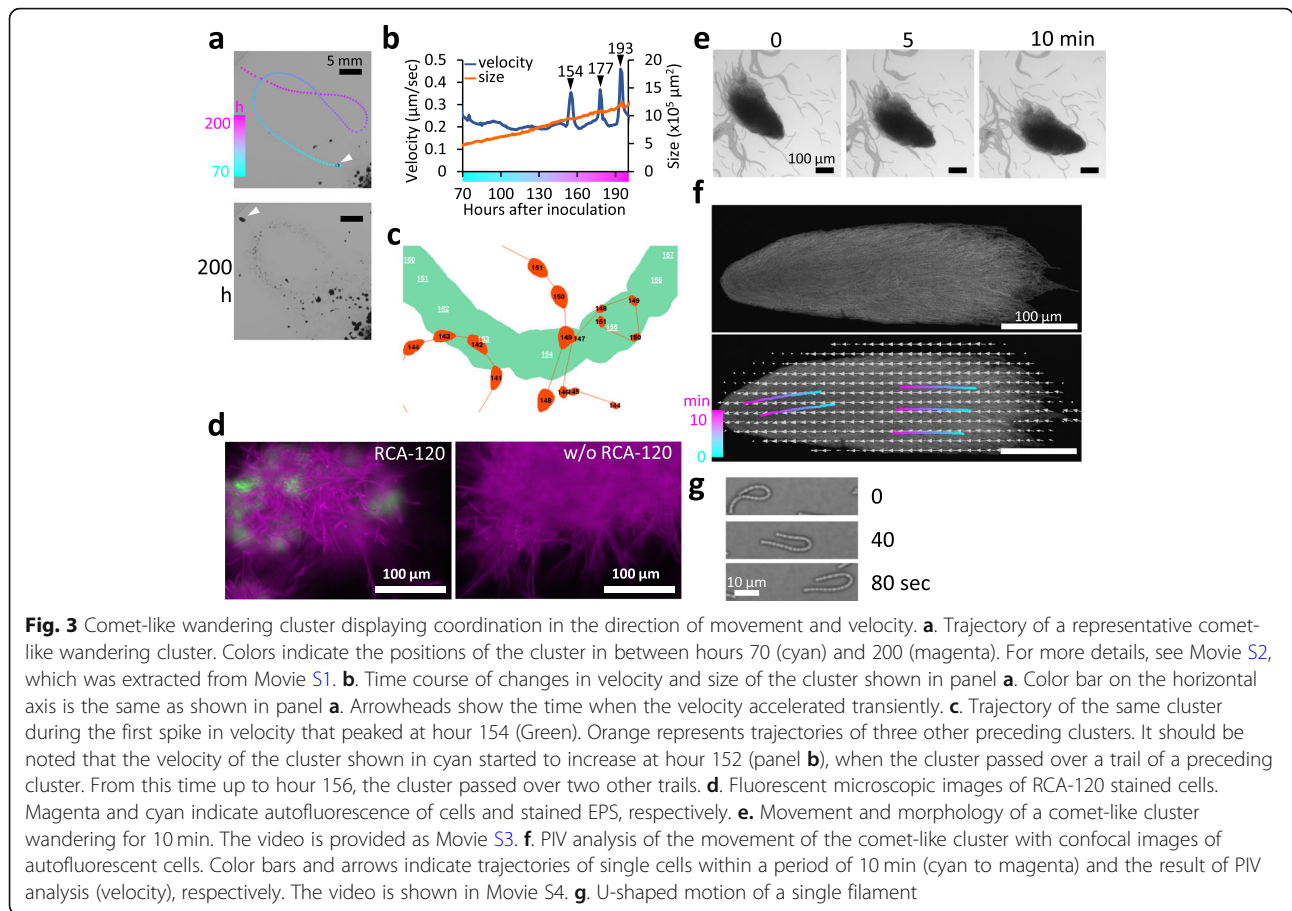 a
5 mm
h
200
70
200
h
b
velocity
size
154
177
193
0.5
0.4
0.3
0.2
0.1
0
Velocity (µm/sec)
20
15
10
5
0
Size (x10⁵ µm²)
70 100 130 160 190
Hours after inoculation
c
150
151
152
153
154
155
156
157
151
150
149
147
148
146
145
144
144
143
142
141
148
149
151
150
d
RCA-120
100 µm
w/o RCA-120
100 µm
e
0 5 10 min
100 µm
f
100 µm
min
10
0
g
0
40
10 µm
80 sec
Fig. 3 Comet-like wandering cluster displaying coordination in the direction of movement and velocity. a. Trajectory of a representative comet-
like wandering cluster. Colors indicate the positions of the cluster in between hours 70 (cyan) and 200 (magenta). For more details, see Movie S2,
which was extracted from Movie S1. b. Time course of changes in velocity and size of the cluster shown in panel a. Color bar on the horizontal
axis is the same as shown in panel a. Arrowheads show the time when the velocity accelerated transiently. c. Trajectory of the same cluster
during the first spike in velocity that peaked at hour 154 (Green). Orange represents trajectories of three other preceding clusters. It should be
noted that the velocity of the cluster shown in cyan started to increase at hour 152 (panel b), when the cluster passed over a trail of a preceding
cluster. From this time up to hour 156, the cluster passed over two other trails. d. Fluorescent microscopic images of RCA-120 stained cells.
Magenta and cyan indicate autofluorescence of cells and stained EPS, respectively. e. Movement and morphology of a comet-like cluster
wandering for 10 min. The video is provided as Movie S3. f. PIV analysis of the movement of the comet-like cluster with confocal images of
autofluorescent cells. Color bars and arrows indicate trajectories of single cells within a period of 10 min (cyan to magenta) and the result of PIV
analysis (velocity), respectively. The video is shown in Movie S4. g. U-shaped motion of a single filament